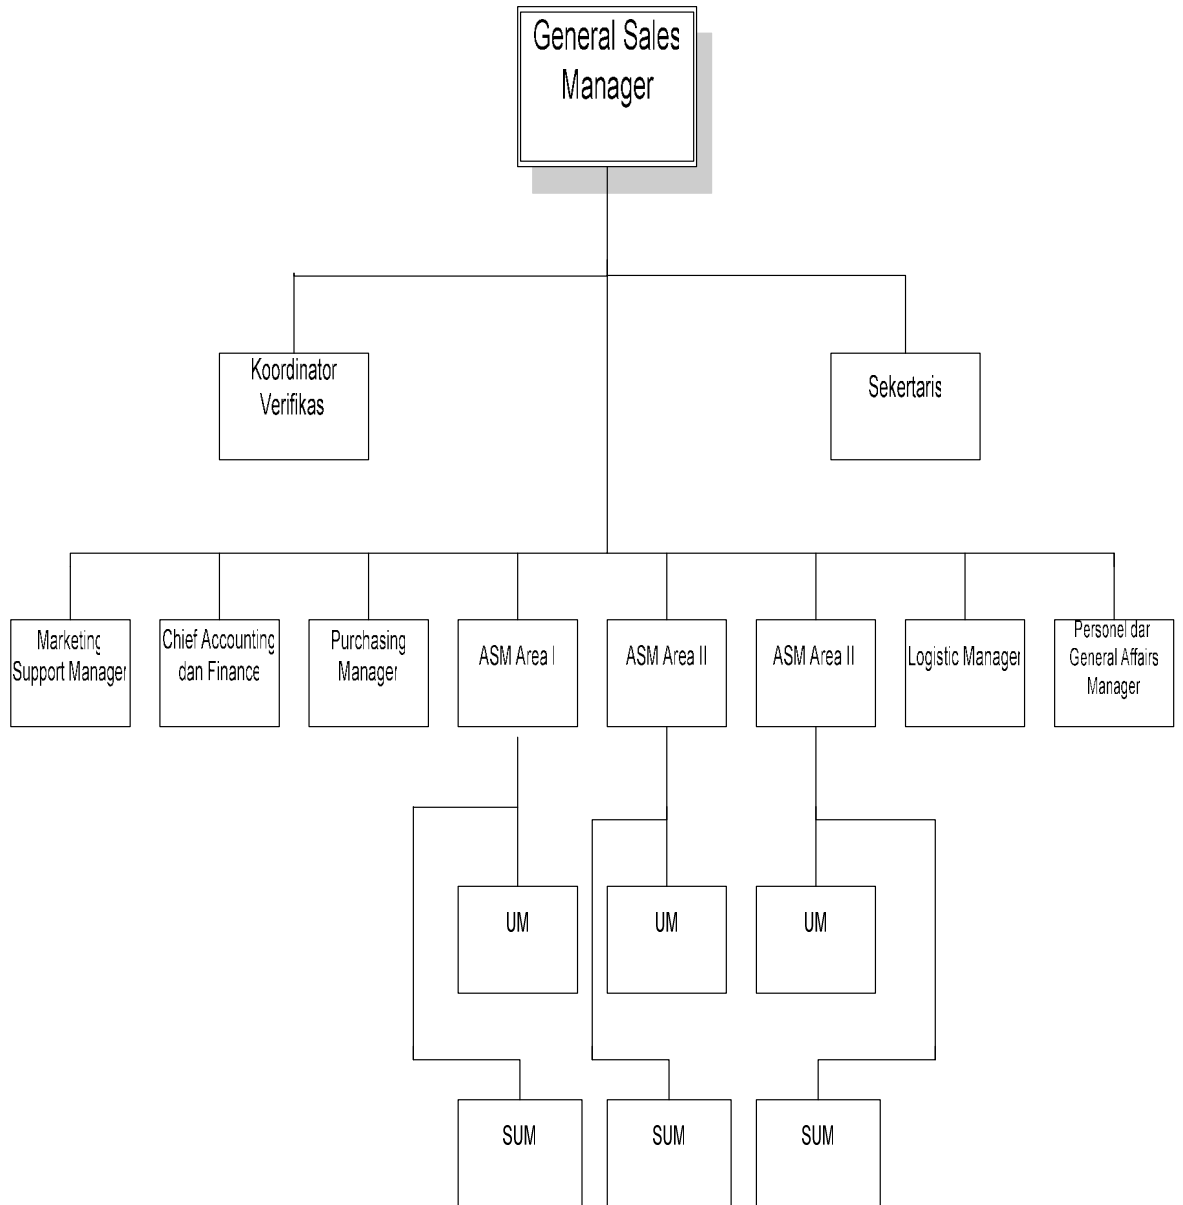 General Sales
Manager
Koordinator
Verifikas
Sekertaris
Marketing
Support Manager
Chief Accounting
dan Finance
Purchasing
Manager
ASM Area I
ASM Area II
ASM Area II
Logistic Manager
Personel dar
General Affairs
Manager
UM
UM
UM
SUM
SUM
SUM